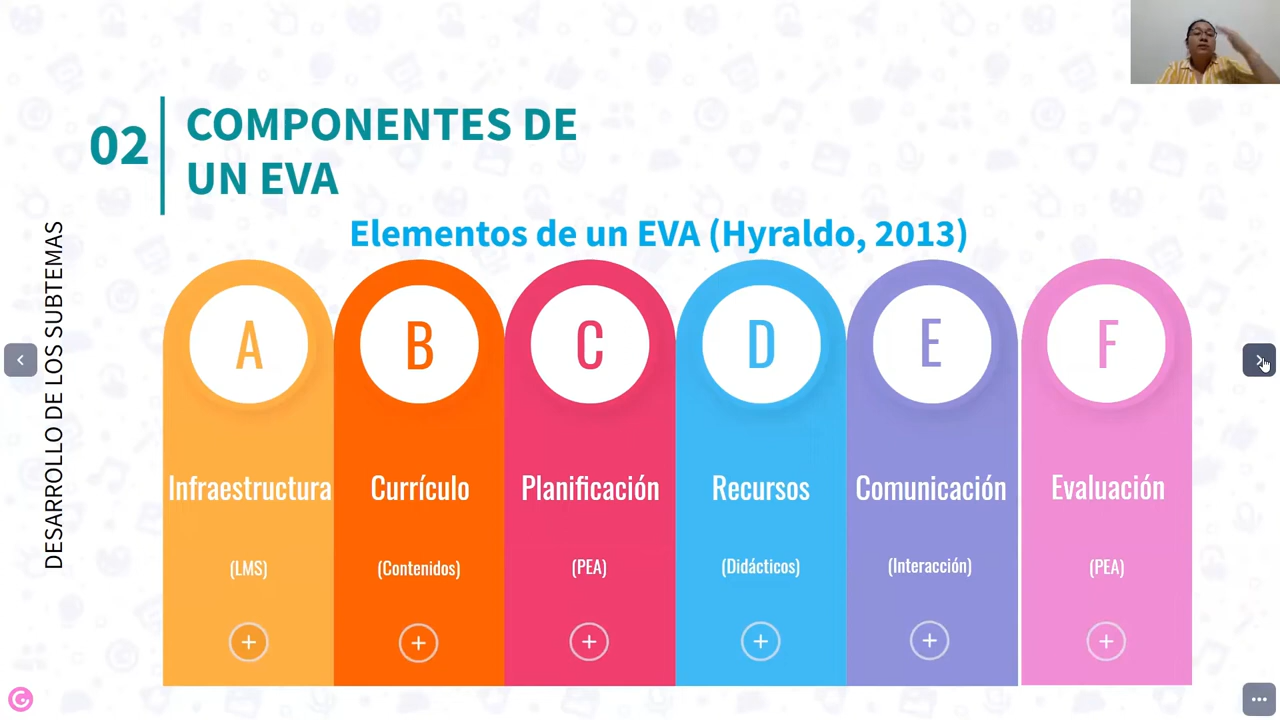 02
COMPONENTES DE
UN EVA
DESARROLLO DE LOS SUBTEMAS
Elementos de un EVA (Hyraldo, 2013)
A
Infraestructura
(LMS)
B
Currículo
(Contenidos)
C
Planificación
(PEA)
D
Recursos
(Didácticos)
E
Comunicación
(Interacción)
F
Evaluación
(PEA)